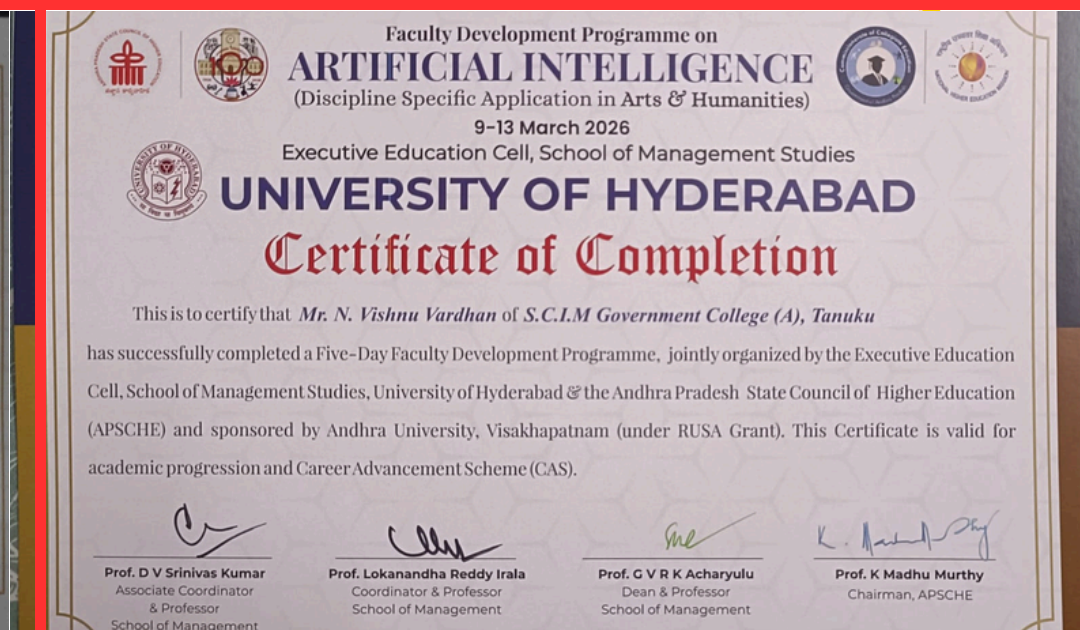 Faculty Development Programme on
ARTIFICIAL INTELLIGENCE
(Discipline Specific Application in Arts & Humanities)
9-13 March 2026
Executive Education Cell, School of Management Studies
UNIVERSITY OF HYDERABAD
Certificate of Completion
This is to certify that Mr. N. Vishnu Vardhan of S.C.I.M Government College (A), Tanuku
has successfully completed a Five-Day Faculty Development Programme, jointly organized by the Executive Education
Cell, School of Management Studies, University of Hyderabad & the Andhra Pradesh State Council of Higher Education
(APSCHE) and sponsored by Andhra University, Visakhapatnam (under RUSA Grant). This Certificate is valid for
academic progression and Career Advancement Scheme (CAS).
Prof. D V Srinivas Kumar
Associate Coordinator
& Professor
School of Management
Prof. Lokanandha Reddy Irala
Coordinator & Professor
School of Management
Prof. G V R K Acharyulu
Dean & Professor
School of Management
Prof. K Madhu Murthy
Chairman, APSCHE